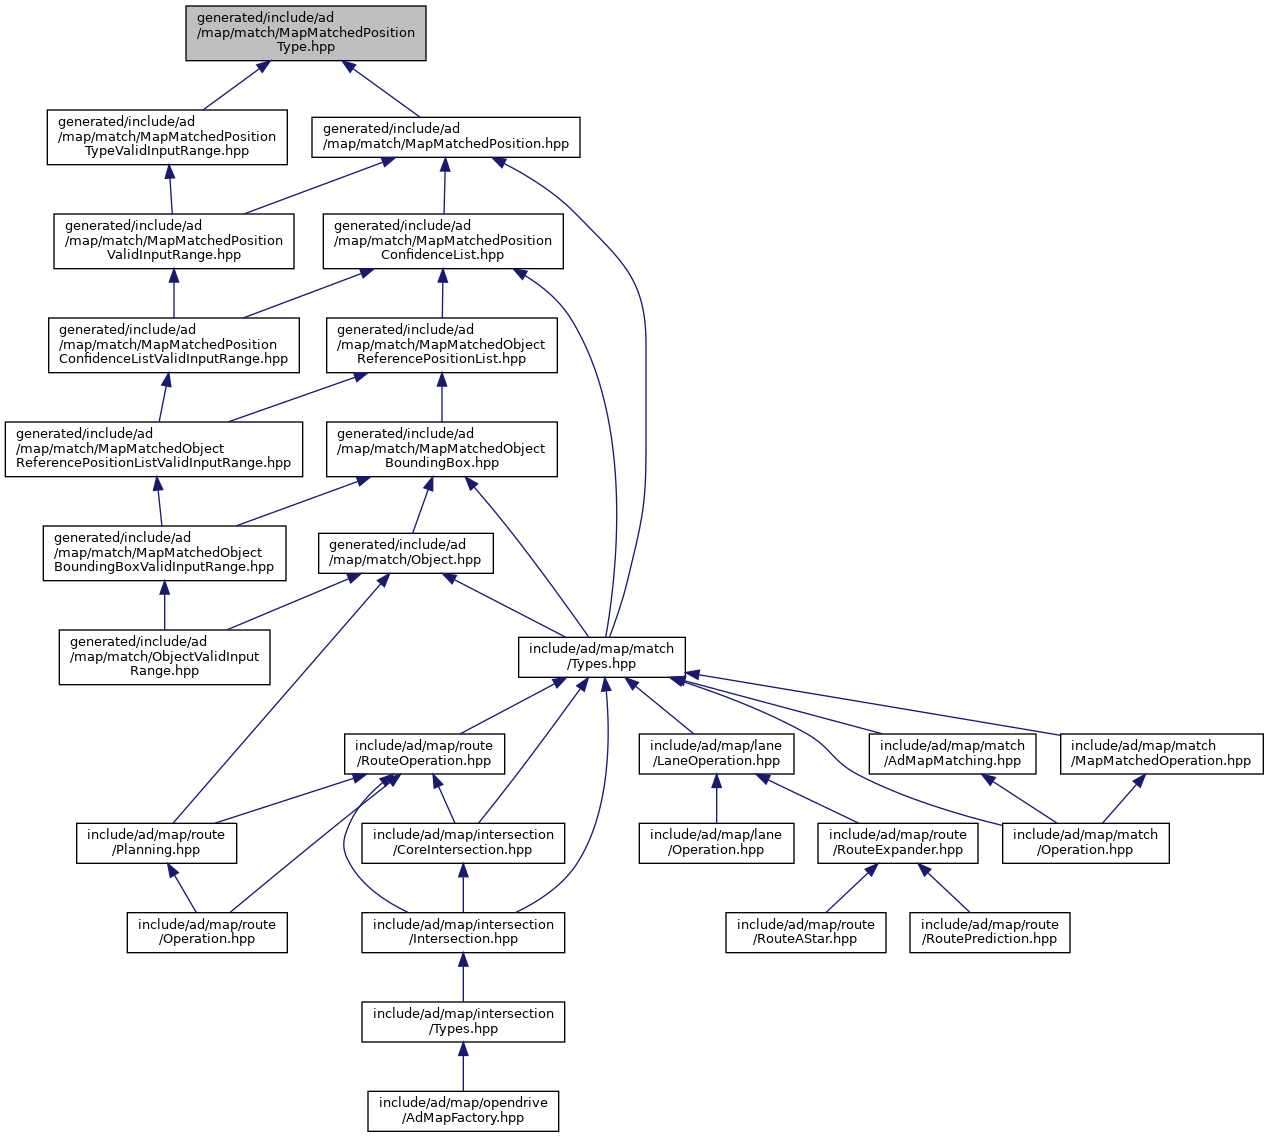 generated/include/ad
/map/match/MapMatchedPosition
Type.hpp
generated/include/ad
/map/match/MapMatchedPosition
TypeValidInputRange.hpp
generated/include/ad
/map/match/MapMatchedPosition.hpp
generated/include/ad
/map/match/MapMatchedPosition
ValidInputRange.hpp
generated/include/ad
/map/match/MapMatchedPosition
ConfidenceList.hpp
generated/include/ad
/map/match/MapMatchedPosition
ConfidenceListValidInputRange.hpp
generated/include/ad
/map/match/MapMatchedObject
ReferencePositionList.hpp
generated/include/ad
/map/match/MapMatchedObject
ReferencePositionListValidInputRange.hpp
generated/include/ad
/map/match/MapMatchedObject
BoundingBox.hpp
generated/include/ad
/map/match/MapMatchedObject
BoundingBoxValidInputRange.hpp
generated/include/ad
/map/match/Object.hpp
generated/include/ad
/map/match/ObjectValidInput
Range.hpp
include/ad/map/match
/Types.hpp
include/ad/map/route
/RouteOperation.hpp
include/ad/map/lane
/LaneOperation.hpp
include/ad/map/match
/AdMapMatching.hpp
include/ad/map/match
/MapMatchedOperation.hpp
include/ad/map/route
/Planning.hpp
include/ad/map/intersection
/CoreIntersection.hpp
include/ad/map/lane
/Operation.hpp
include/ad/map/route
/RouteExpander.hpp
include/ad/map/match
/Operation.hpp
include/ad/map/route
/Operation.hpp
include/ad/map/intersection
/Intersection.hpp
include/ad/map/route
/RouteAStar.hpp
include/ad/map/route
/RoutePrediction.hpp
include/ad/map/intersection
/Types.hpp
include/ad/map/opendrive
/AdMapFactory.hpp